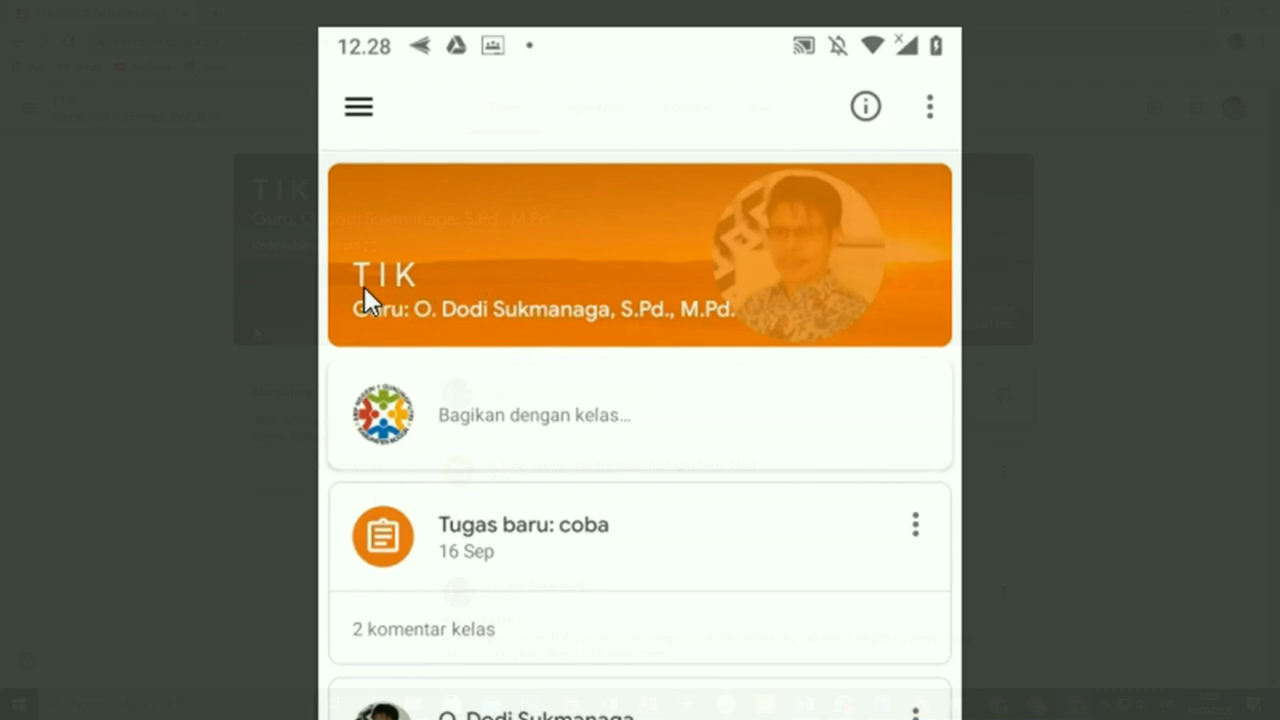 12.28
T I K
Guru: O. Dodi Sukmanaga, S.Pd., M.Pd.
Bagikan dengan kelas...
Tugas baru: coba
16 Sep
2 komentar kelas
O. Dodi Sukmanaga